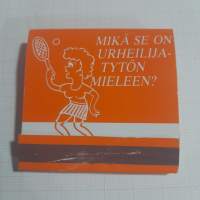 MIKÄ SE ON
URHEILIJA-
TYTÖN
MIELEEN?